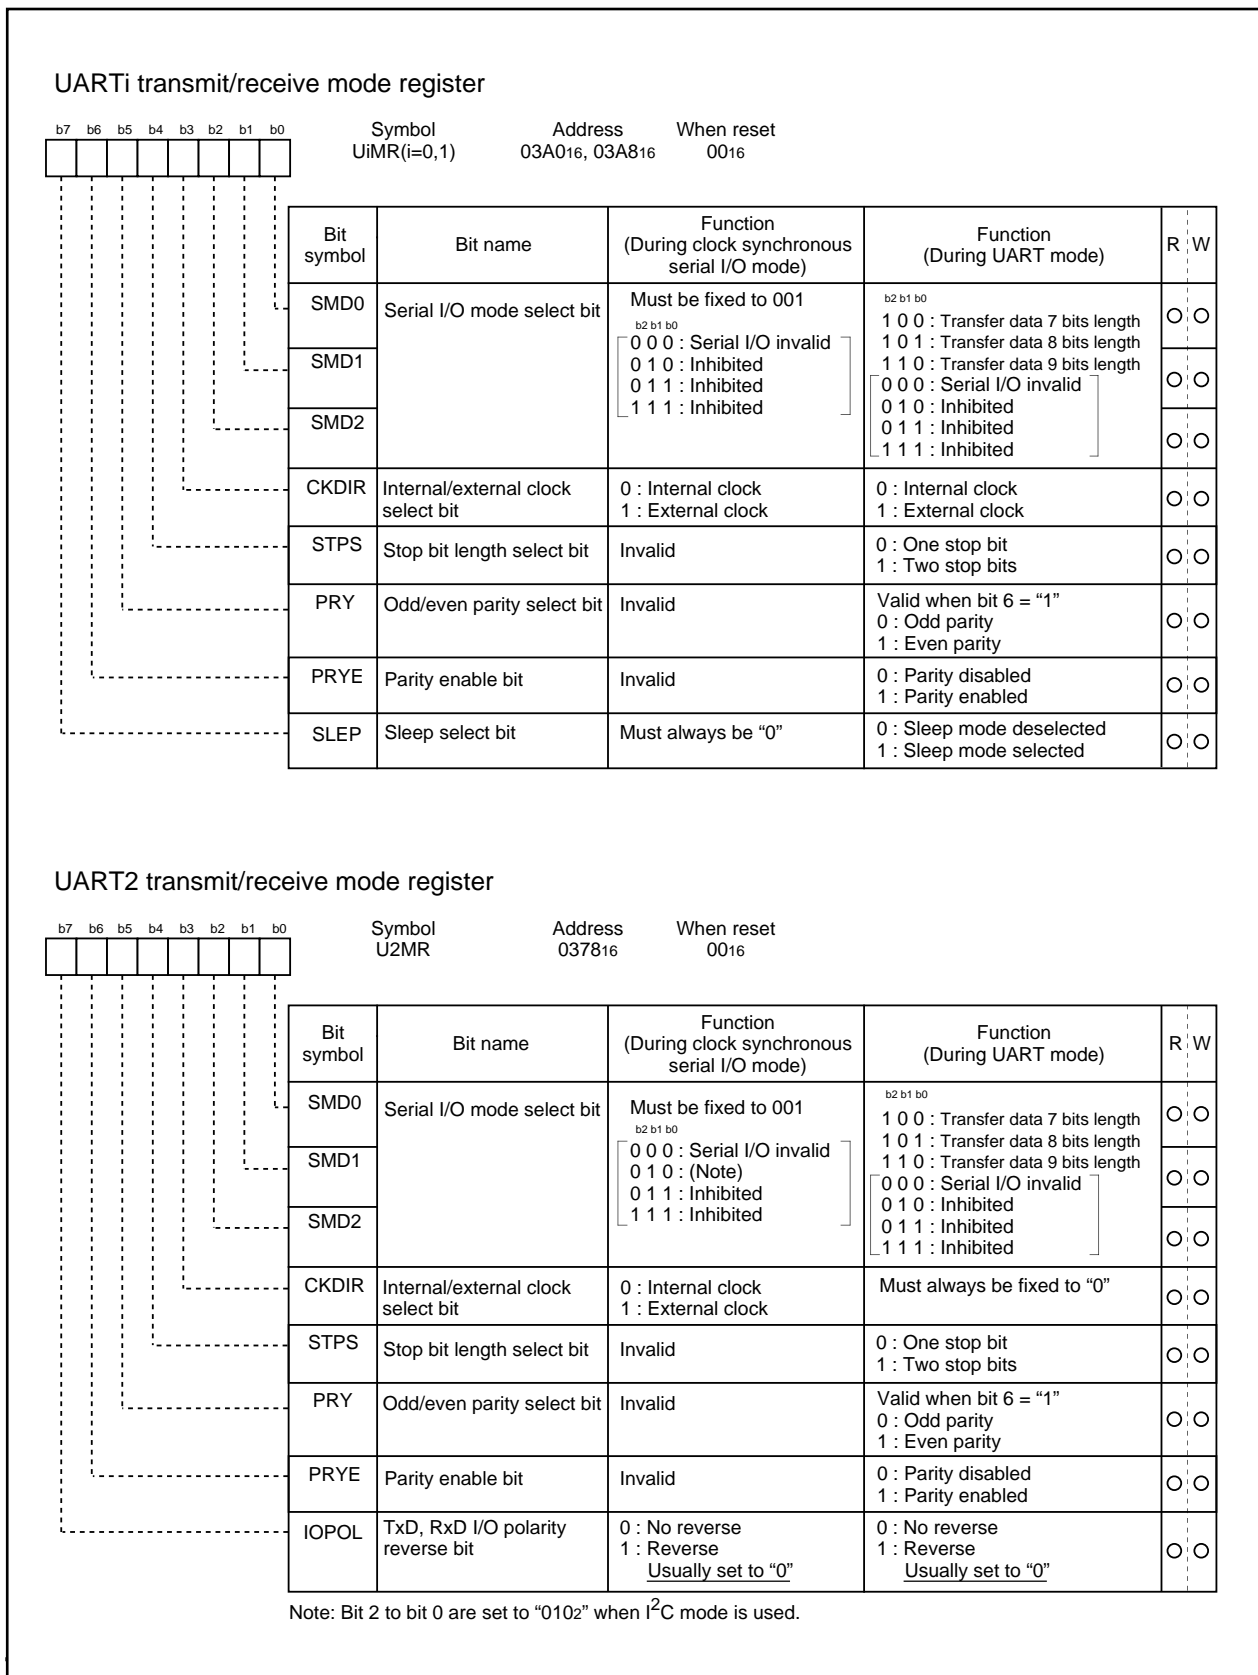 UARTi transmit/receive mode register
b7 b6 b5 b4 b3 b2 b1 b0
Symbol Address When reset
UiMR(i=0,1) 03A016, 03A816 0016
Bit symbol Bit name Function (During clock synchronous serial I/O mode) Function (During UART mode) R W
SMD0 Serial I/O mode select bit
SMD1
SMD2
Must be fixed to 001
b2 b1 b0
0 0 0 : Serial I/O invalid
0 1 0 : Inhibited
0 1 1 : Inhibited
1 1 1 : Inhibited
b2 b1 b0
1 0 0 : Transfer data 7 bits length
1 0 1 : Transfer data 8 bits length
1 1 0 : Transfer data 9 bits length
0 0 0 : Serial I/O invalid
0 1 0 : Inhibited
0 1 1 : Inhibited
1 1 1 : Inhibited
CKDIR Internal/external clock select bit
0 : Internal clock
1 : External clock
0 : Internal clock
1 : External clock
STPS Stop bit length select bit Invalid
0 : One stop bit
1 : Two stop bits
PRY Odd/even parity select bit Invalid
Valid when bit 6 = “1”
0 : Odd parity
1 : Even parity
PRYE Parity enable bit Invalid
0 : Parity disabled
1 : Parity enabled
SLEP Sleep select bit Must always be “0”
0 : Sleep mode deselected
1 : Sleep mode selected
UART2 transmit/receive mode register
b7 b6 b5 b4 b3 b2 b1 b0
Symbol Address When reset
U2MR 037816 0016
Bit symbol Bit name Function (During clock synchronous serial I/O mode) Function (During UART mode) R W
SMD0 Serial I/O mode select bit
SMD1
SMD2
Must be fixed to 001
b2 b1 b0
0 0 0 : Serial I/O invalid
0 1 0 : (Note)
0 1 1 : Inhibited
1 1 1 : Inhibited
b2 b1 b0
1 0 0 : Transfer data 7 bits length
1 0 1 : Transfer data 8 bits length
1 1 0 : Transfer data 9 bits length
0 0 0 : Serial I/O invalid
0 1 0 : Inhibited
0 1 1 : Inhibited
1 1 1 : Inhibited
CKDIR Internal/external clock select bit
0 : Internal clock
1 : External clock
Must always be fixed to “0”
STPS Stop bit length select bit Invalid
0 : One stop bit
1 : Two stop bits
PRY Odd/even parity select bit Invalid
Valid when bit 6 = “1”
0 : Odd parity
1 : Even parity
PRYE Parity enable bit Invalid
0 : Parity disabled
1 : Parity enabled
IOPOL TxD, RxD I/O polarity reverse bit
0 : No reverse
1 : Reverse
Usually set to “0”
0 : No reverse
1 : Reverse
Usually set to “0”
Note: Bit 2 to bit 0 are set to “0102” when I2C mode is used.